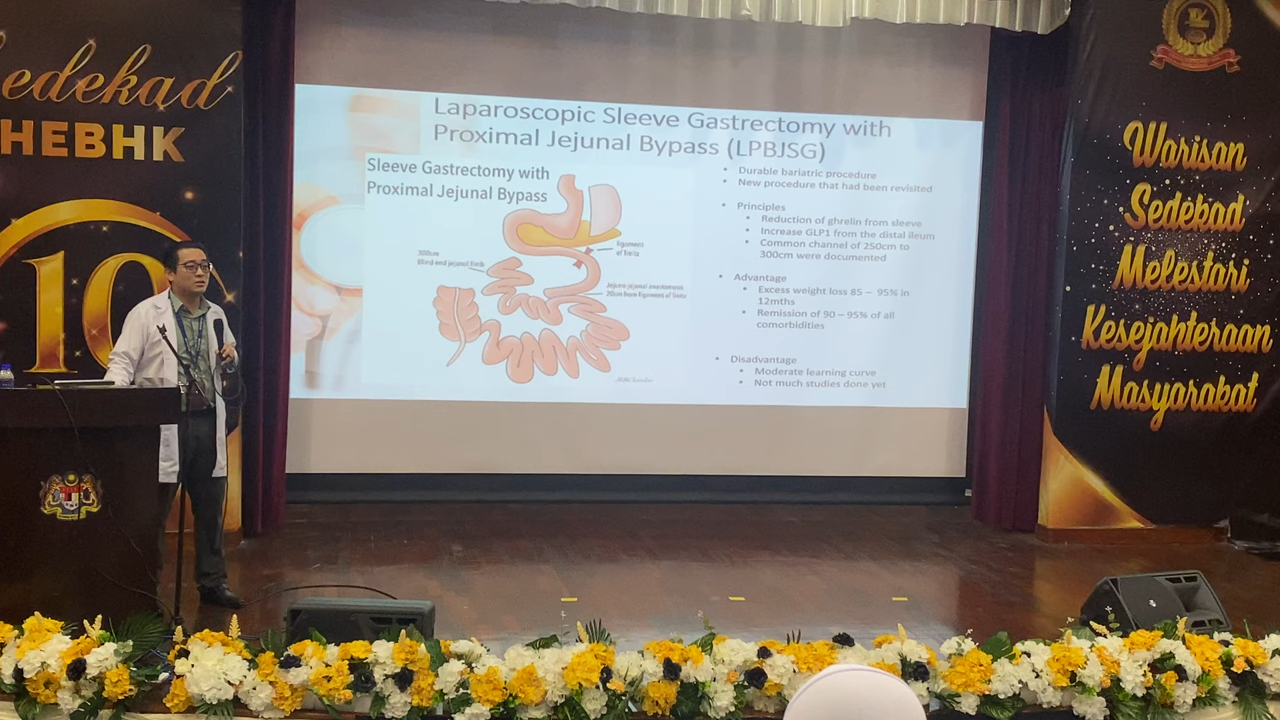 Sedekad
HEBHK
10
Laparoscopic Sleeve Gastrectomy with
Proximal Jejunal Bypass (LPBJSG)
Sleeve Gastrectomy with
Proximal Jejunal Bypass
ligament
of Treitz
300cm
Blind end jejunal limb
Jejuno-jejunal anastomosis
20cm from ligament of Treitz
• Durable bariatric procedure
• New procedure that had been revisited
• Principles
• Reduction of ghrelin from sleeve
• Increase GLP1 from the distal ileum
• Common channel of 250cm to
300cm were documented
• Advantage
• Excess weight loss 85 – 95% in
12mths
• Remission of 90 – 95% of all
comorbidities
• Disadvantage
• Moderate learning curve
• Not much studies done yet
Warisan
Sedekad
Melestari
Kesejahteraan
Masyarakat